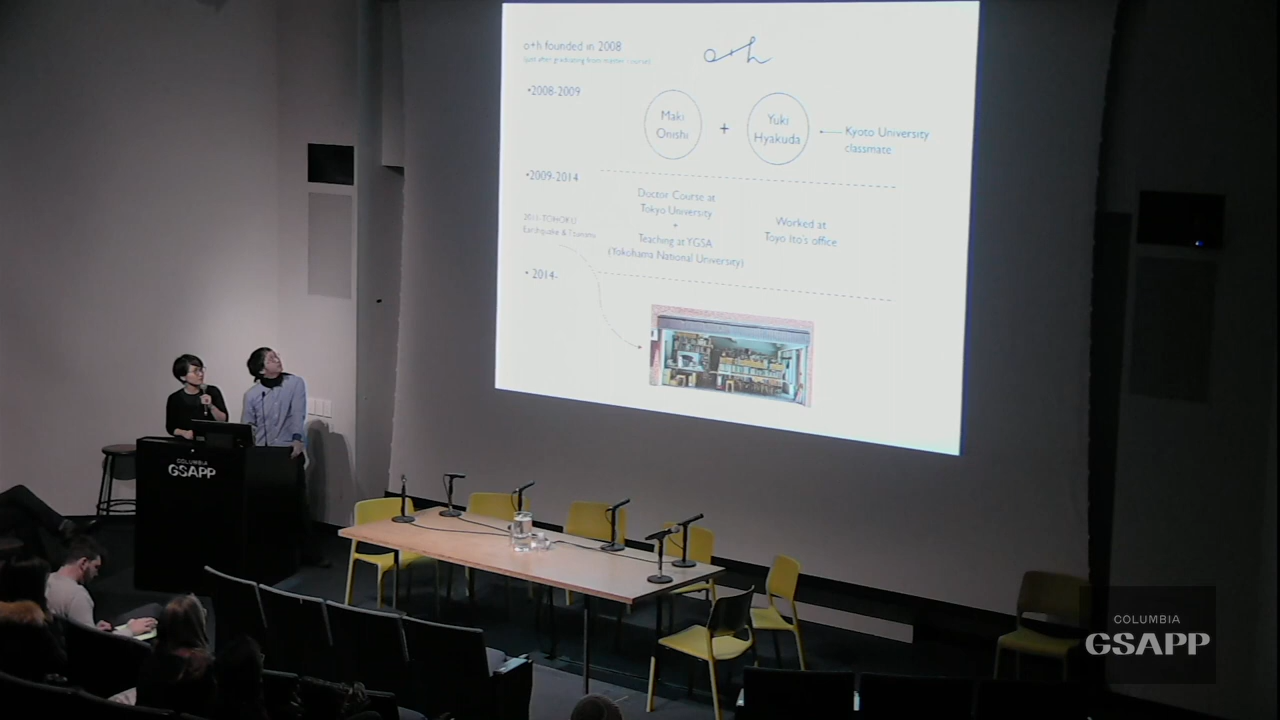 o+h founded in 2008
(just after graduating from master course)
o+h
•2008-2009
Maki
Onishi
+
Yuki
Hyakuda
Kyoto University
classmate
•2009-2014
2011 TOHOKU
Earthquake & Tsunami
Doctor Course at
Tokyo University
+
Teaching at YGSA
(Yokohama National University)
Worked at
Toyo Ito's office
• 2014-
COLUMBIA
GSAPP
COLUMBIA
GSAPP